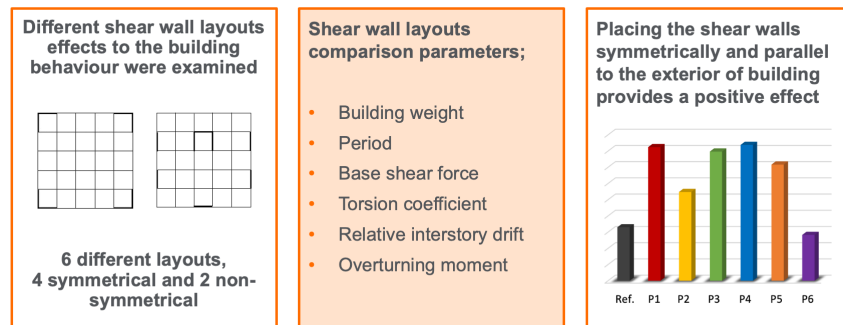 Different shear wall layouts
effects to the building
behaviour were examined
6 different layouts,
4 symmetrical and 2 non-
symmetrical
Shear wall layouts
comparison parameters;
• Building weight
• Period
• Base shear force
• Torsion coefficient
• Relative interstory drift
• Overturning moment
Placing the shear walls
symmetrically and parallel
to the exterior of building
provides a positive effect
Ref. P1 P2 P3 P4 P5 P6